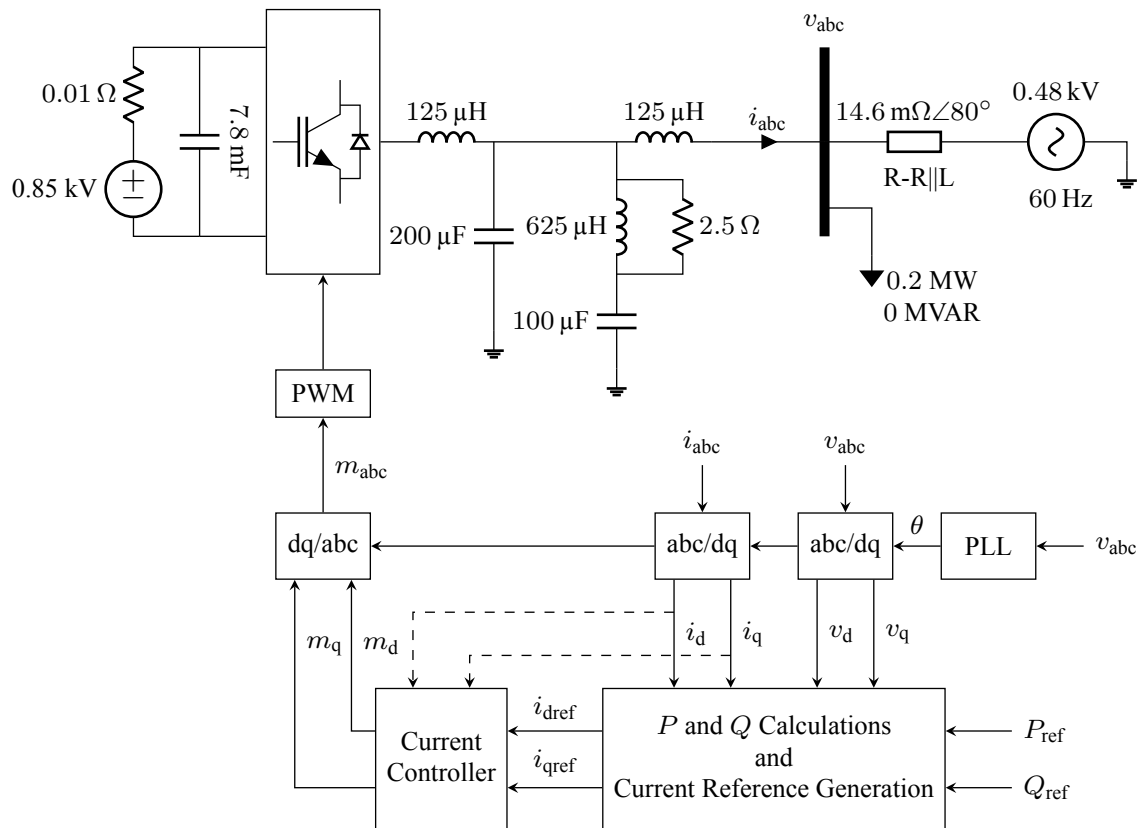 v_abc
0.01 Ω
7.8 mF
0.85 kV
125 µH
125 µH
i_abc
14.6 mΩ∠80°
0.48 kV
R-R||L
60 Hz
200 µF
625 µH
2.5 Ω
100 µF
0.2 MW
0 MVAR
PWM
m_abc
i_abc
v_abc
dq/abc
abc/dq
abc/dq
θ
PLL
v_abc
m_q
m_d
i_d
i_q
v_d
v_q
Current
Controller
i_dref
i_qref
P and Q Calculations
and
Current Reference Generation
P_ref
Q_ref